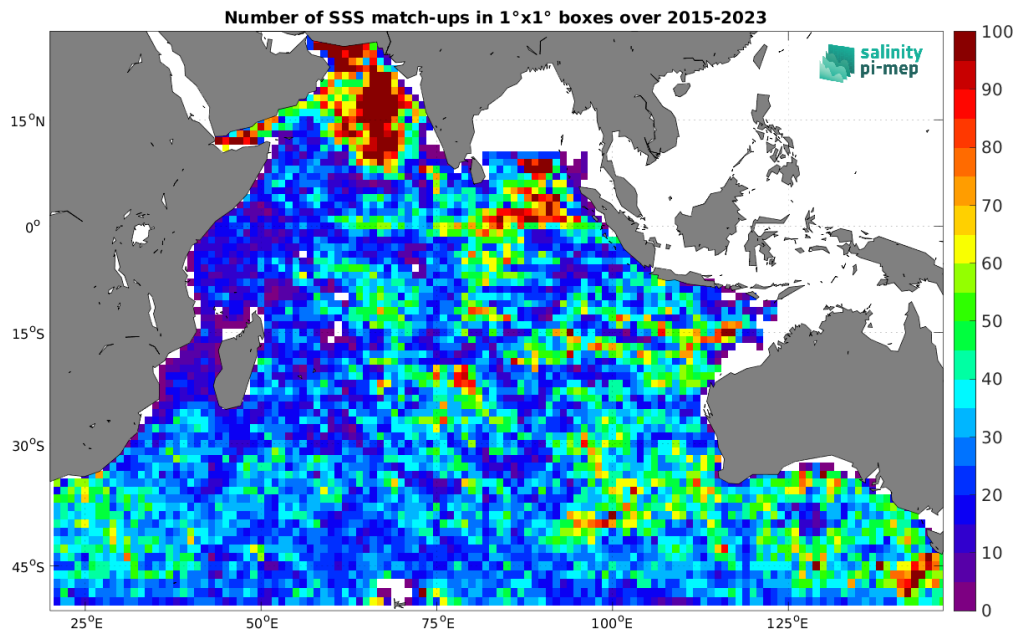 Number of SSS match-ups in 1°x1° boxes over 2015-2023
salinity
pi-mep
15°N
0°
15°S
30°S
45°S
25°E
50°E
75°E
100°E
125°E
100
90
80
70
60
50
40
30
20
10
0